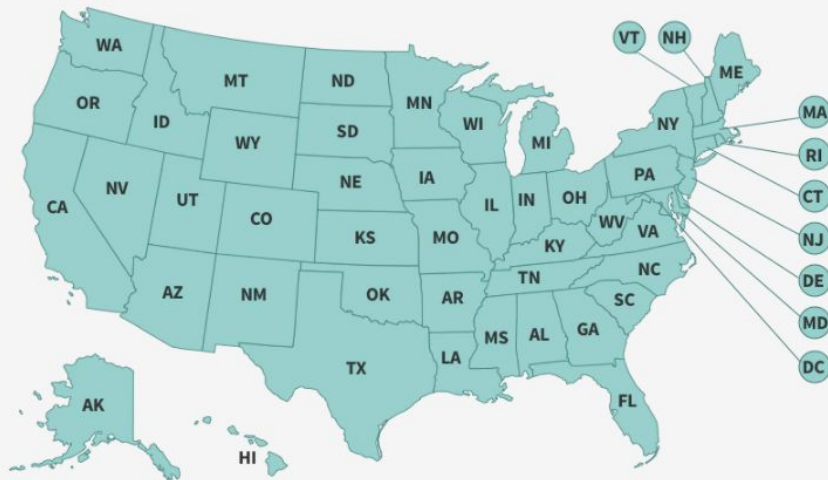 VT
NH
WA
ME
MT
ND
OR
MN
MA
ID
WI
NY
SD
MI
WY
RI
PA
IA
NE
NV
CT
OH
UT
IN
IL
CA
CO
WV
VA
NJ
KS
MO
KY
NC
TN
DE
AZ
NM
OK
AR
SC
MD
GA
MS
AL
LA
DC
TX
FL
AK
HI